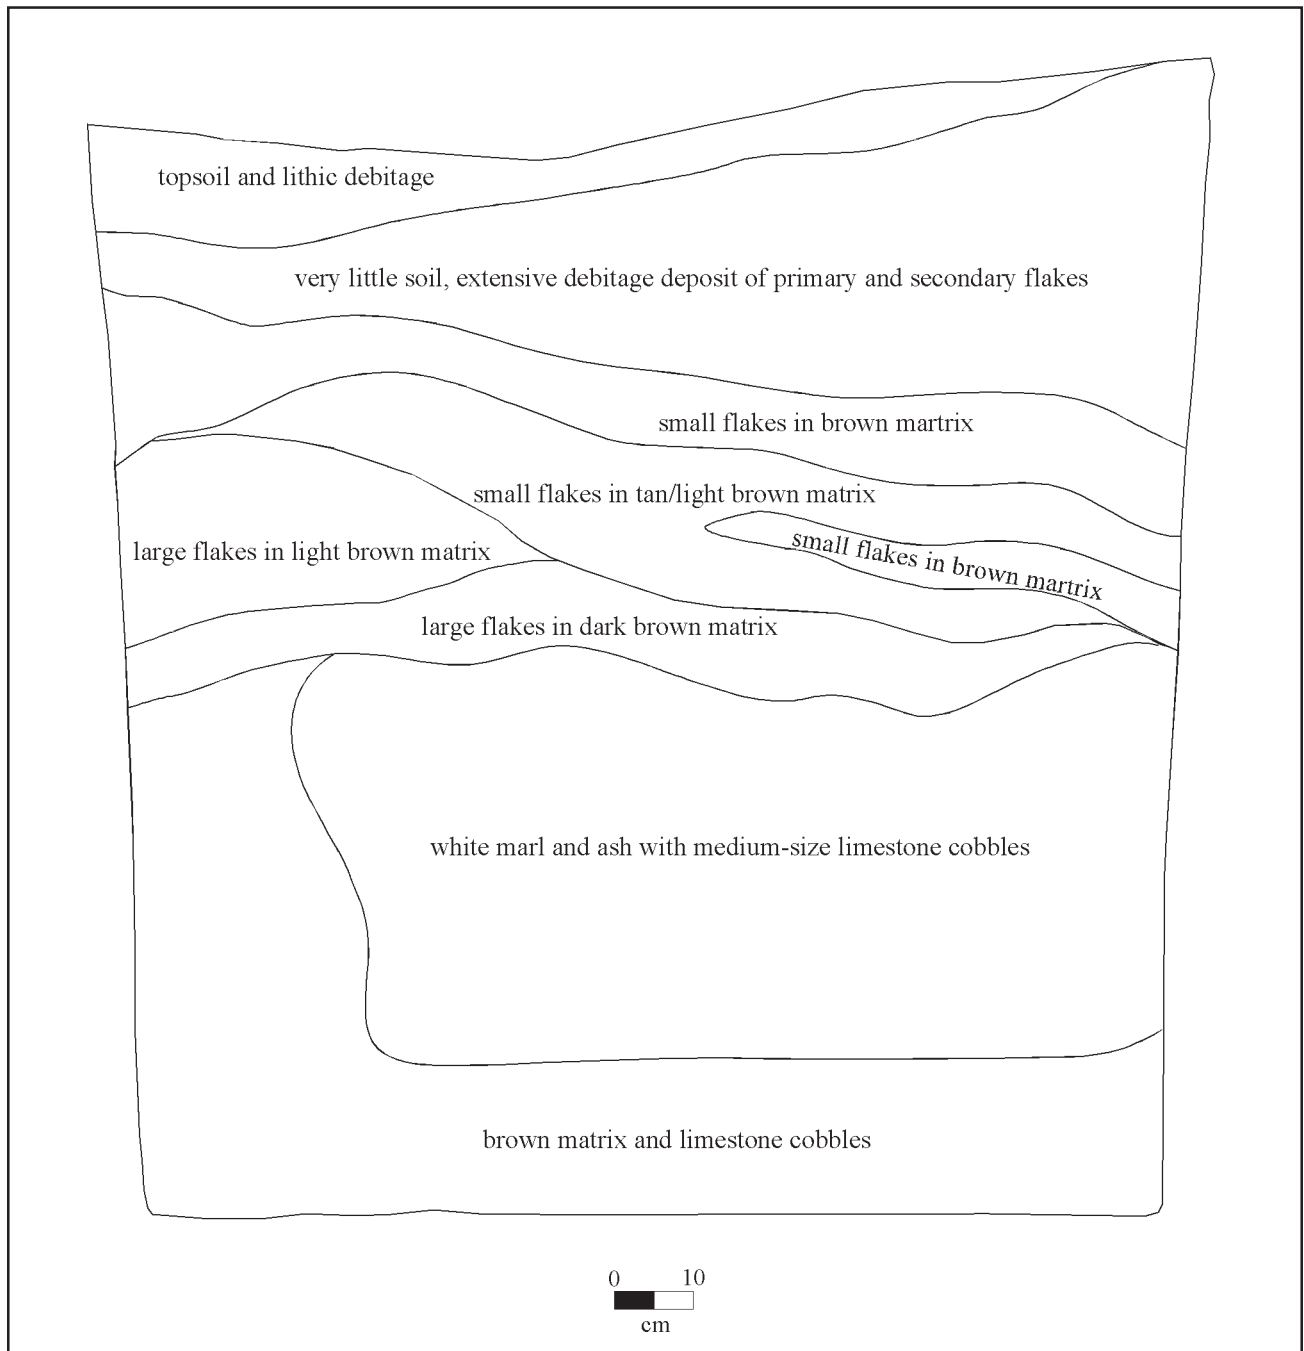 topsoil and lithic debitage
very little soil, extensive debitage deposit of primary and secondary flakes
small flakes in brown martrix
small flakes in tan/light brown matrix
large flakes in light brown matrix
small flakes in brown martrix
large flakes in dark brown matrix
white marl and ash with medium-size limestone cobbles
brown matrix and limestone cobbles
0 10
cm